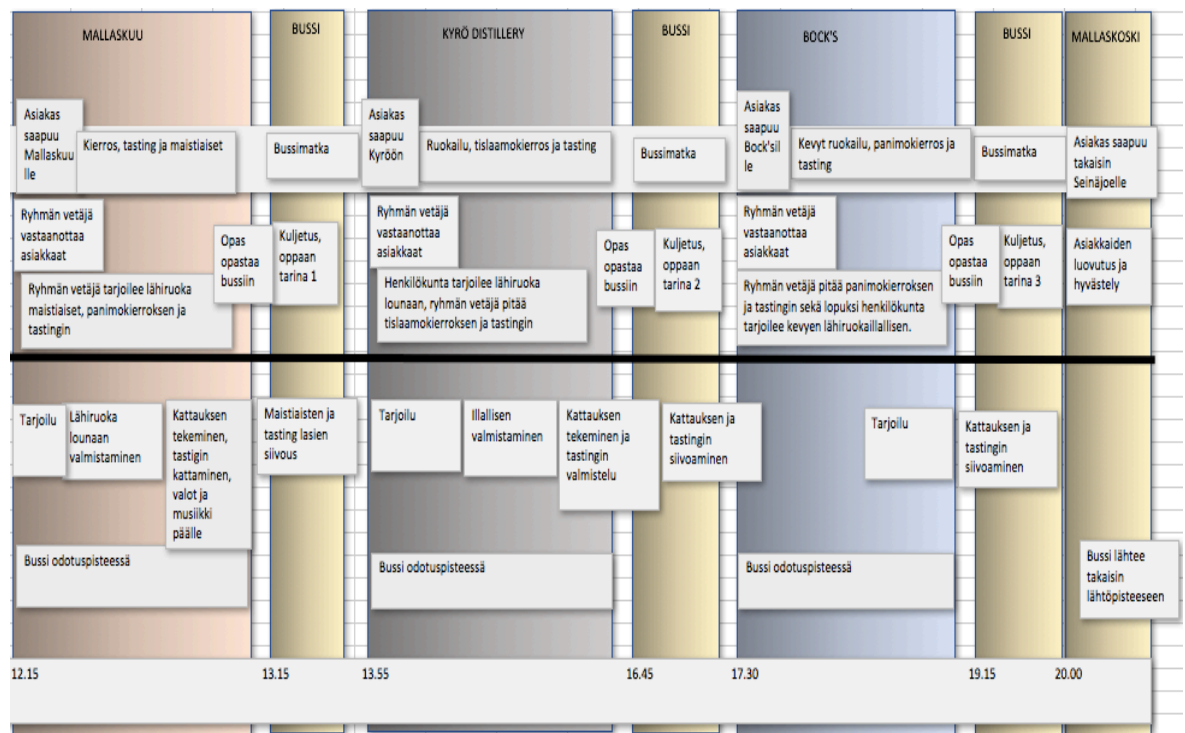 MALLASKUU
BUSSI
KYRÖ DISTILLERY
BUSSI
BOCK'S
BUSSI
MALLASKOSKI
Asiakas
saapuu
Mallaskuu
lle
Kierros, tasting ja maistiaiset
Bussimatka
Asiakas
saapuu
Kyröön
Ruokailu, tislaamokierros ja tasting
Bussimatka
Asiakas
saapuu
Bock'sil
le
Kevyt ruokailu, panimokierros ja
tasting
Bussimatka
Asiakas saapuu
takaisin
Seinäjoelle
Ryhmän vetäjä
vastaanottaa
asiakkaat
Opas
opastaa
bussiin
Kuljetus,
oppaan
tarina 1
Ryhmän vetäjä
vastaanottaa
asiakkaat
Opas
opastaa
bussiin
Kuljetus,
oppaan
tarina 2
Ryhmän vetäjä
vastaanottaa
asiakkaat
Opas
opastaa
bussiin
Kuljetus,
oppaan
tarina 3
Asiakkaiden
luovutus ja
hyvästely
Ryhmän vetäjä tarjoilee lähiruoka
maistiaiset, panimokierroksen ja
tastingin
Henkilökunta tarjoilee lähiruoka
lounaan, ryhmän vetäjä pitää
tislaamokierroksen ja tastingin
Ryhmän vetäjä pitää panimokierroksen
ja tastingin sekä lopuksi henkilökunta
tarjoilee kevyen lähiruokaillallisen.
Tarjoilu
Lähiruoka
lounaan
valmistaminen
Kattauksen
tekeminen,
tastigin
kattaminen,
valot ja
musiikki
päälle
Maistiaisten ja
tasting lasien
siivous
Tarjoilu
Illallisen
valmistaminen
Kattauksen
tekeminen ja
tastingin
valmistelu
Kattauksen ja
tastingin
siivoaminen
Tarjoilu
Kattauksen ja
tastingin
siivoaminen
Bussi odotuspisteessä
Bussi odotuspisteessä
Bussi odotuspisteessä
Bussi lähtee
takaisin
lähtöpisteeseen
12.15
13.15
13.55
16.45
17.30
19.15
20.00